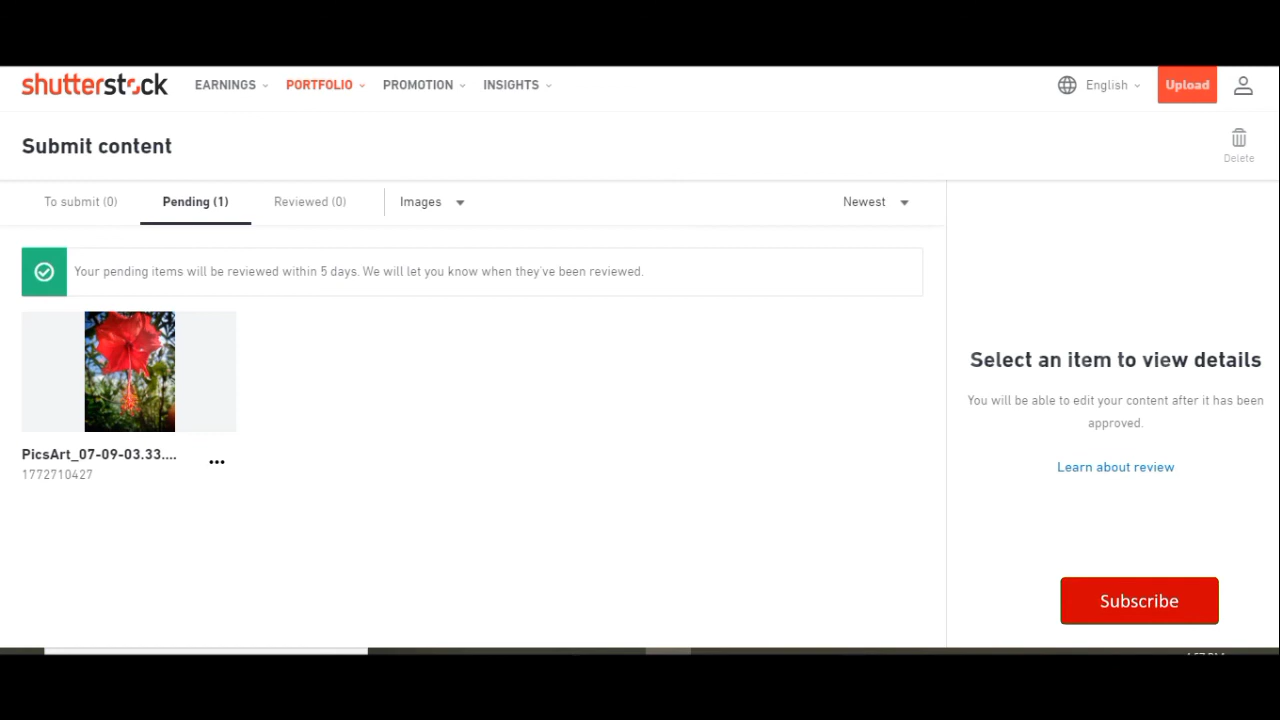 shutterstock EARNINGS PORTFOLIO PROMOTION INSIGHTS English Upload
Submit content
Delete
To submit (0) Pending (1) Reviewed (0) Images Newest
Your pending items will be reviewed within 5 days. We will let you know when they've been reviewed.
Select an item to view details
You will be able to edit your content after it has been
approved.
Learn about review
PicsArt_07-09-03.33....
1772710427
Subscribe